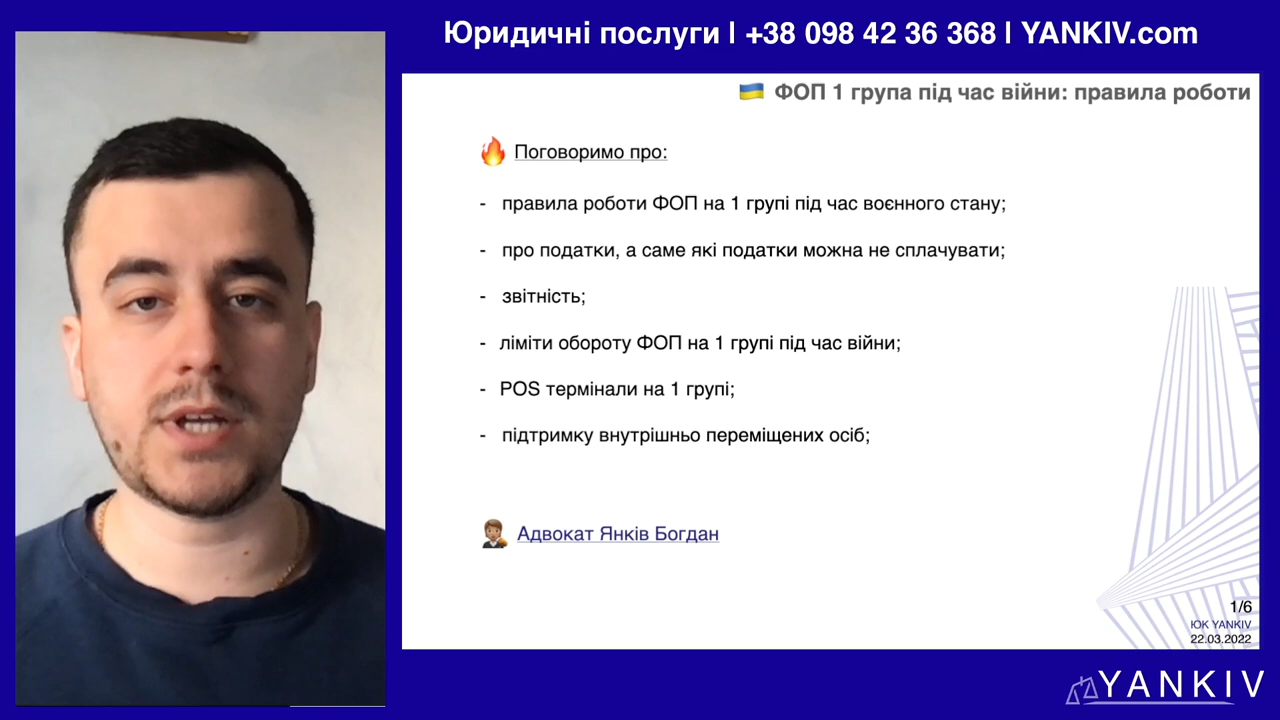 Юридичні послуги | +38 098 42 36 368 | YANKIV.com
ФОП 1 група під час війни: правила роботи
Поговоримо про:
- правила роботи ФОП на 1 групі під час воєнного стану;
- про податки, а саме які податки можна не сплачувати;
- звітність;
- ліміти обороту ФОП на 1 групі під час війни;
- POS термінали на 1 групі;
- підтримку внутрішньо переміщених осіб;
Адвокат Янків Богдан
1/6
ЮК YANKIV
22.03.2022
YANKIV